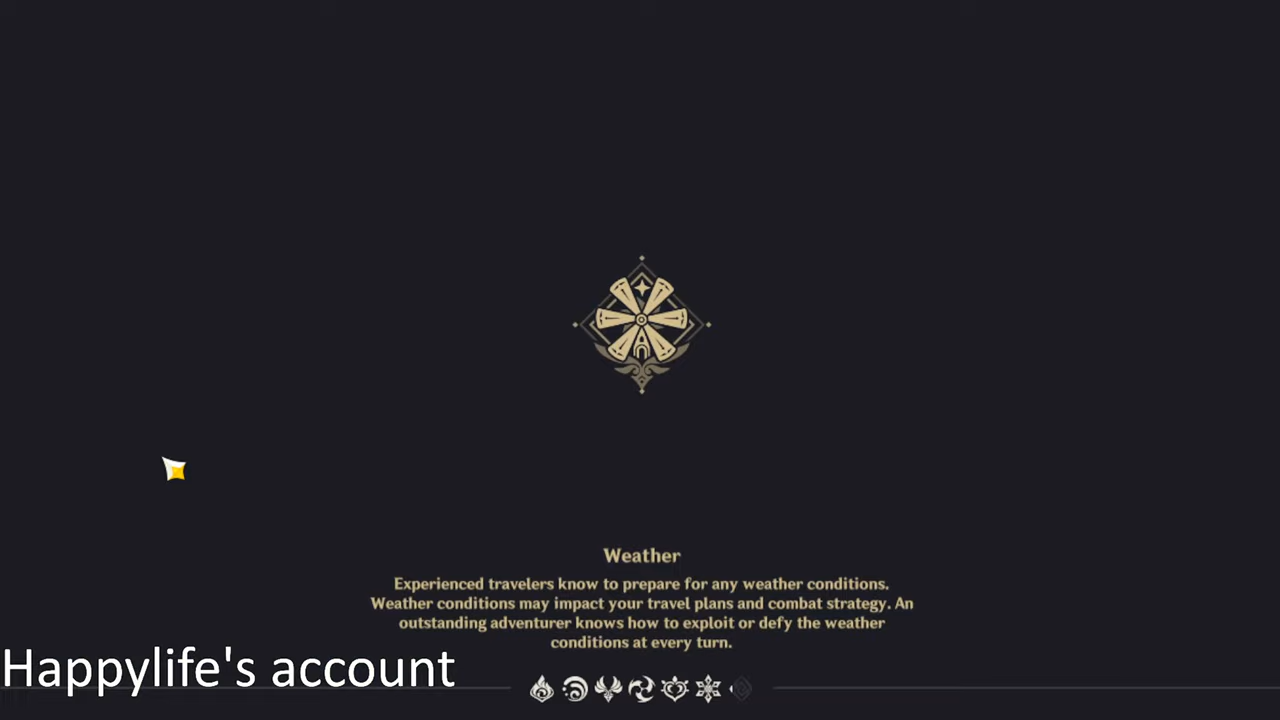 Weather
Experienced travelers know to prepare for any weather conditions.
Weather conditions may impact your travel plans and combat strategy. An
outstanding adventurer knows how to exploit or defy the weather
conditions at every turn.
Happylife's account